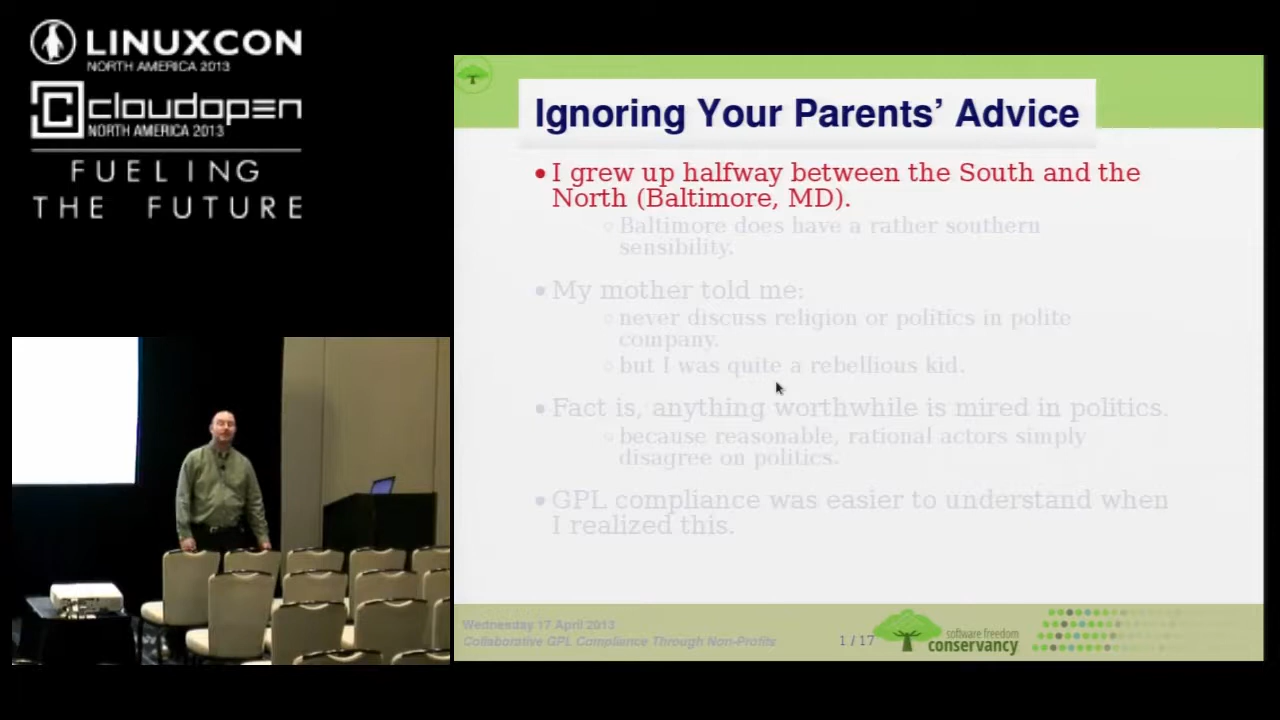 LINUXCON
NORTH AMERICA 2013
cloudopen
NORTH AMERICA 2013
FUELING
THE FUTURE
Ignoring Your Parents’ Advice
• I grew up halfway between the South and the
North (Baltimore, MD).
○ Baltimore does have a rather southern
sensibility.
• My mother told me:
○ never discuss religion or politics in polite
company.
○ but I was quite a rebellious kid.
• Fact is, anything worthwhile is mired in politics.
○ because reasonable, rational actors simply
disagree on politics.
• GPL compliance was easier to understand when
I realized this.
Wednesday 17 April 2013
Collaborative GPL Compliance Through Non-Profits
1 / 17
software freedom
conservancy